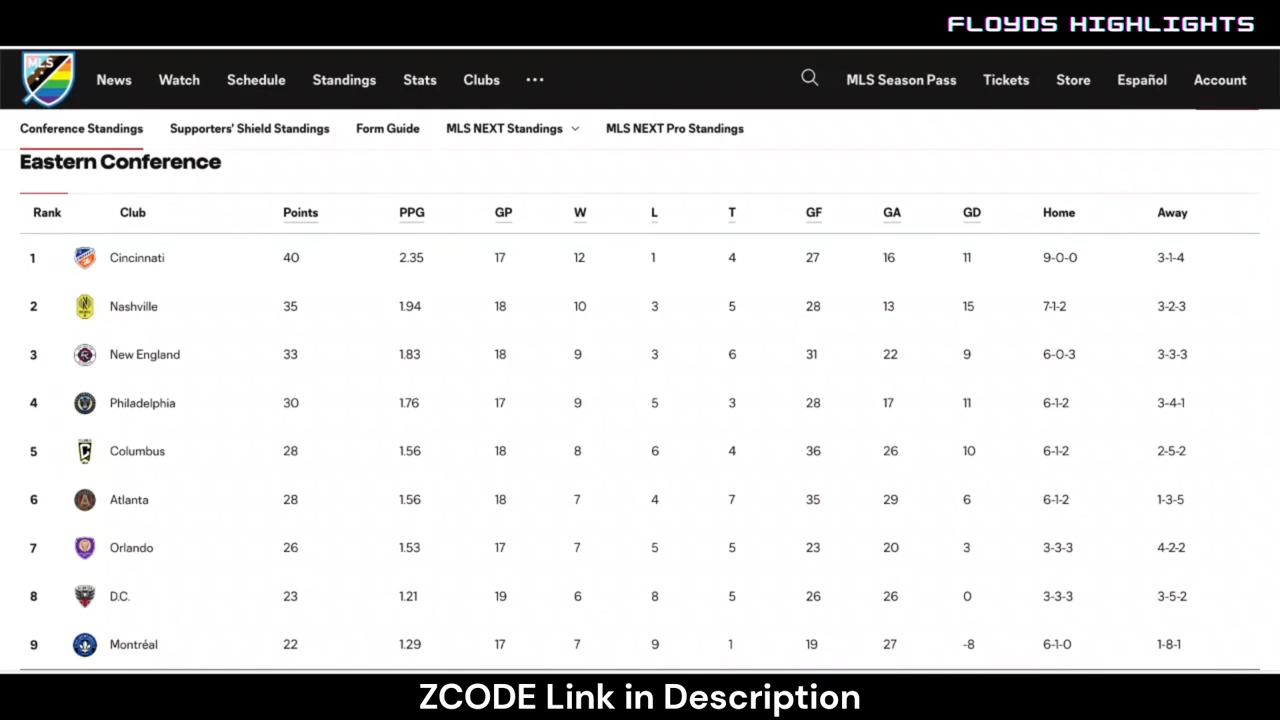 FLOYDS HIGHLIGHTS
MLS News Watch Schedule Standings Stats Clubs ••• MLS Season Pass Tickets Store Español Account
Conference Standings Supporters' Shield Standings Form Guide MLS NEXT Standings MLS NEXT Pro Standings
Eastern Conference
Rank Club Points PPG GP W L T GF GA GD Home Away
1 Cincinnati 40 2.35 17 12 1 4 27 16 11 9-0-0 3-1-4
2 Nashville 35 1.94 18 10 3 5 28 13 15 7-1-2 3-2-3
3 New England 33 1.83 18 9 3 6 31 22 9 6-0-3 3-3-3
4 Philadelphia 30 1.76 17 9 5 3 28 17 11 6-1-2 3-4-1
5 Columbus 28 1.56 18 8 6 4 36 26 10 6-1-2 2-5-2
6 Atlanta 28 1.56 18 7 4 7 35 29 6 6-1-2 1-3-5
7 Orlando 26 1.53 17 7 5 5 23 20 3 3-3-3 4-2-2
8 D.C. 23 1.21 19 6 8 5 26 26 0 3-3-3 3-5-2
9 Montréal 22 1.29 17 7 9 1 19 27 -8 6-1-0 1-8-1
ZCODE Link in Description